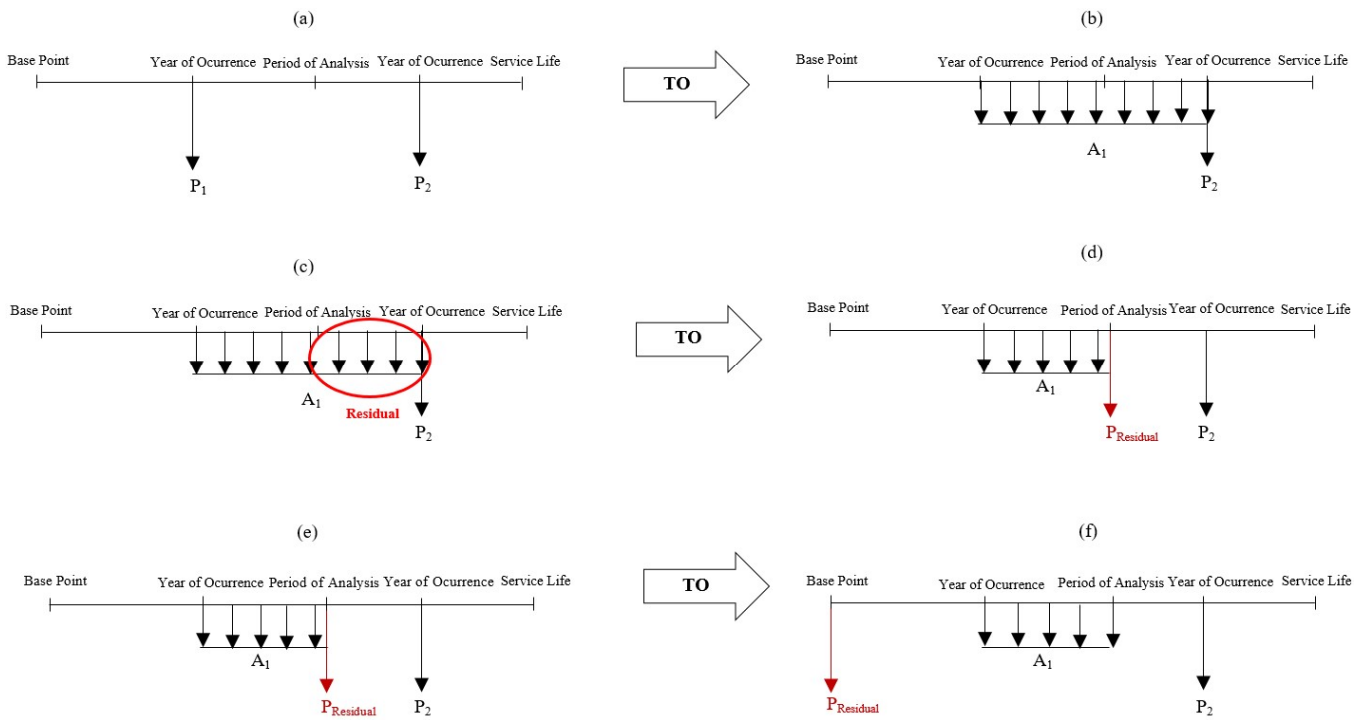 (a)
(b)
Base Point Year of Ocurrence Period of Analysis Year of Ocurrence Service Life
TO
Base Point Year of Ocurrence Period of Analysis Year of Ocurrence Service Life
P1
P2
A1
P2
(c)
(d)
Base Point Year of Ocurrence Period of Analysis Year of Ocurrence Service Life
TO
Base Point Year of Ocurrence Period of Analysis Year of Ocurrence Service Life
A1
Residual
P2
A1
PResidual
P2
(e)
(f)
Base Point Year of Ocurrence Period of Analysis Year of Ocurrence Service Life
TO
Base Point Year of Ocurrence Period of Analysis Year of Ocurrence Service Life
A1
PResidual
P2
A1
PResidual
P2